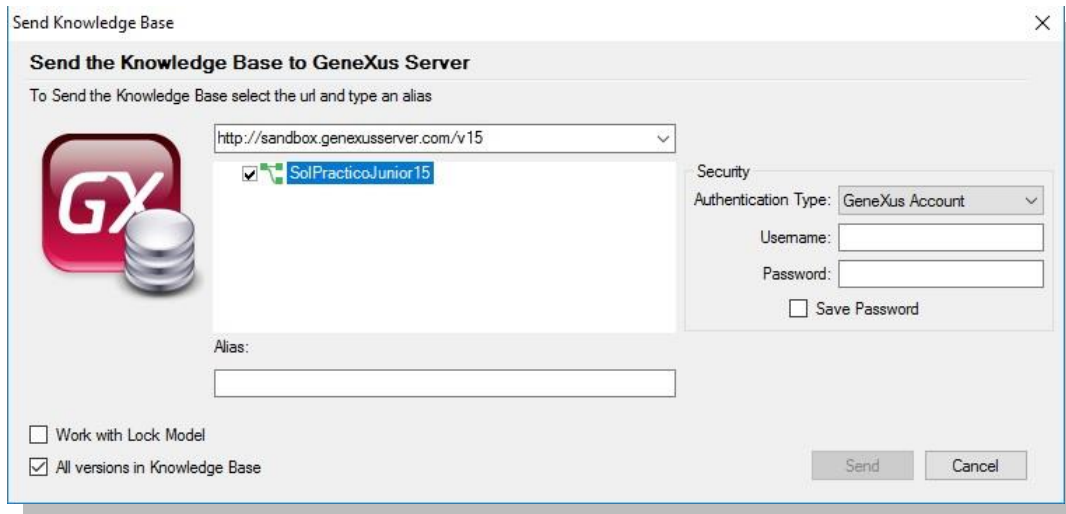 Send Knowledge Base
Send the Knowledge Base to GeneXus Server
To Send the Knowledge Base select the url and type an alias
GX
http://sandbox.genexusserver.com/v15
SolPracticoJunior15
Security
Authentication Type: GeneXus Account
Username:
Password:
Save Password
Alias:
Work with Lock Model
All versions in Knowledge Base
Send Cancel